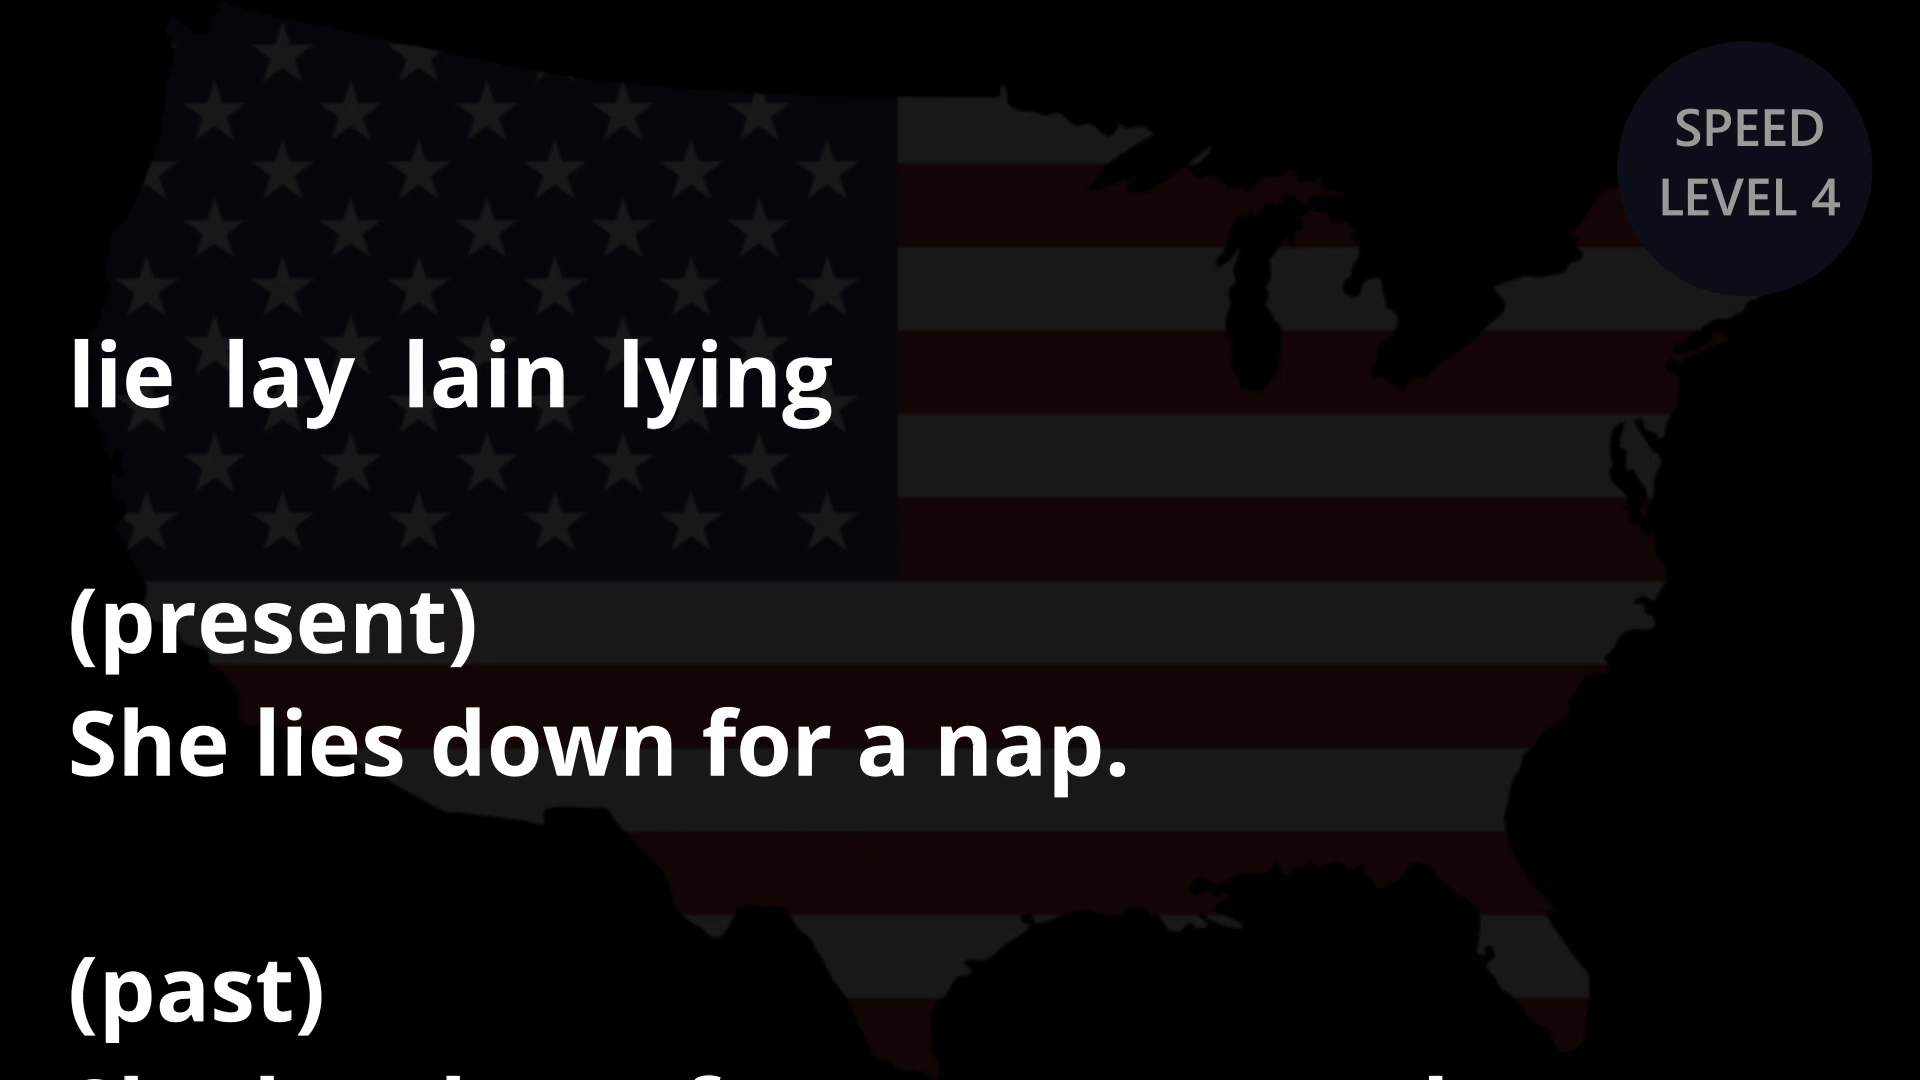 SPEED
LEVEL 4
lie lay lain lying
(present)
She lies down for a nap.
(past)